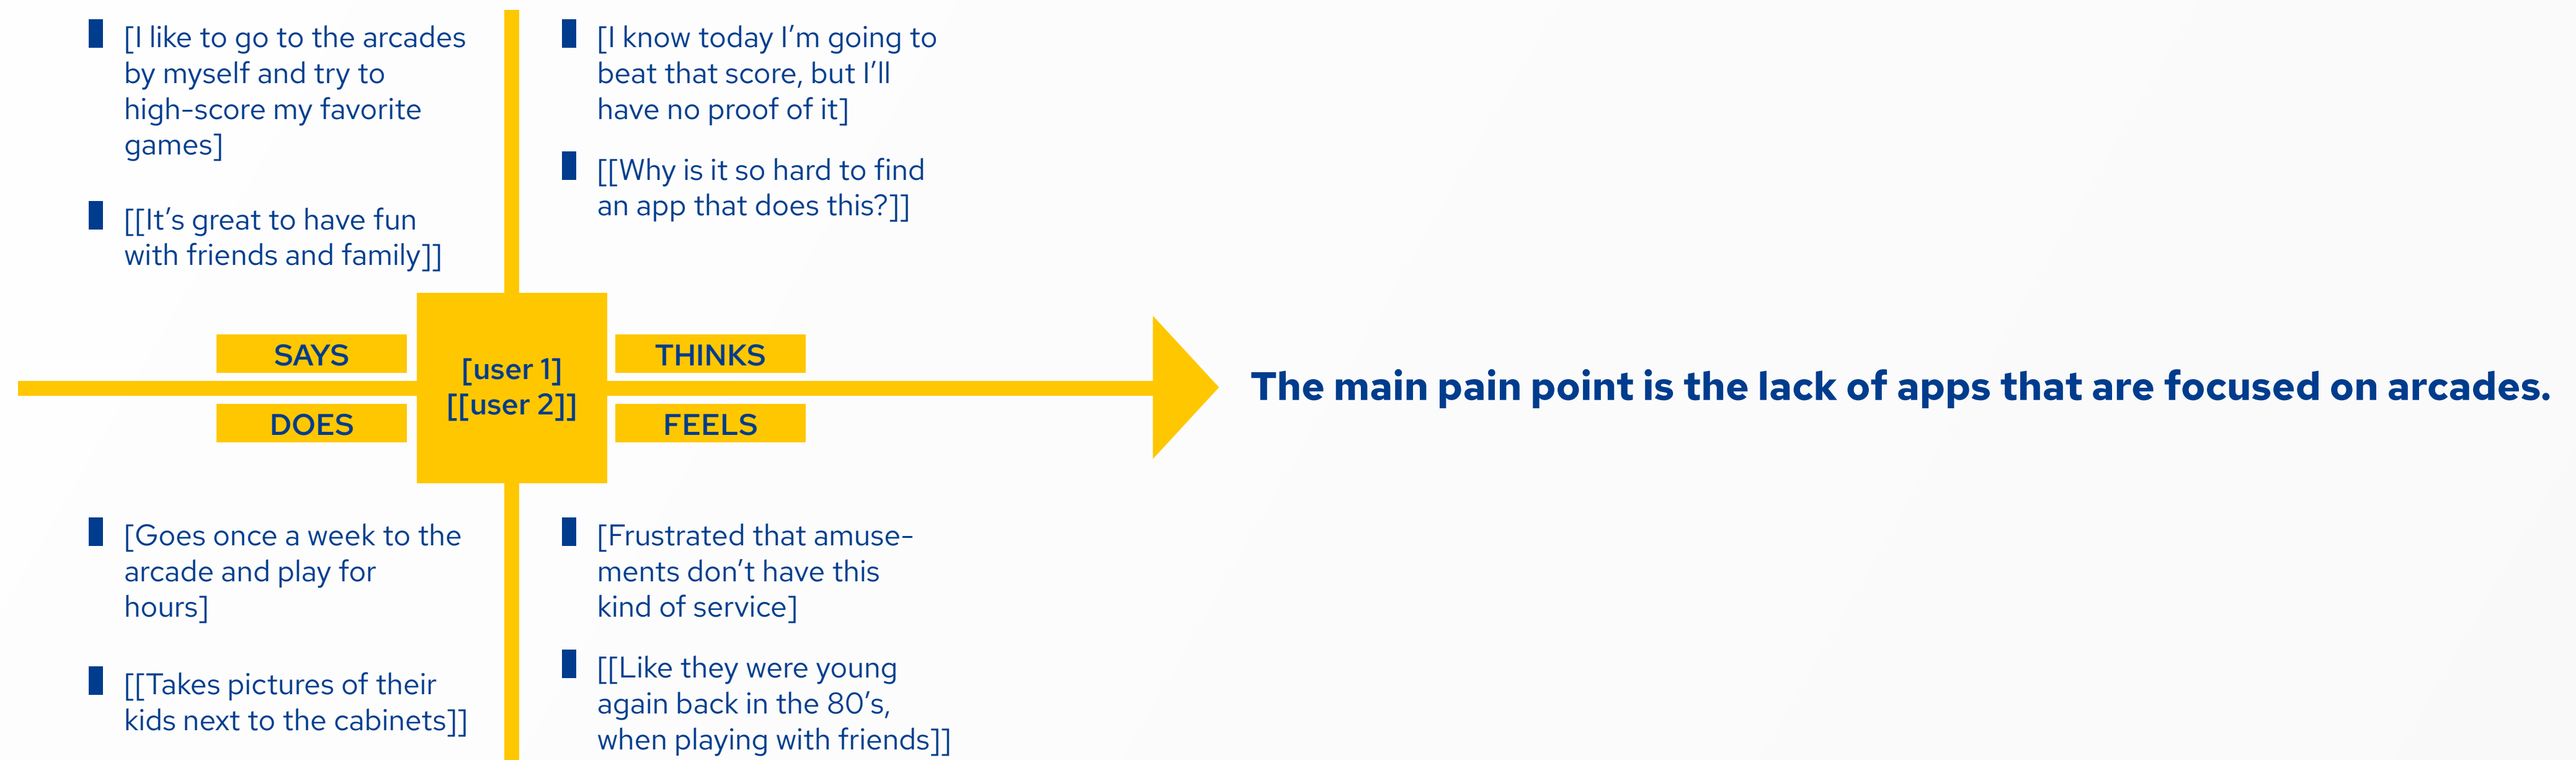 [I like to go to the arcades
by myself and try to
high-score my favorite
games]
[[It’s great to have fun
with friends and family]]
[I know today I’m going to
beat that score, but I’ll
have no proof of it]
[[Why is it so hard to find
an app that does this?]]
SAYS
THINKS
[user 1]
[[user 2]]
DOES
FEELS
The main pain point is the lack of apps that are focused on arcades.
[Goes once a week to the
arcade and play for
hours]
[[Takes pictures of their
kids next to the cabinets]]
[Frustrated that amuse-
ments don’t have this
kind of service]
[[Like they were young
again back in the 80’s,
when playing with friends]]